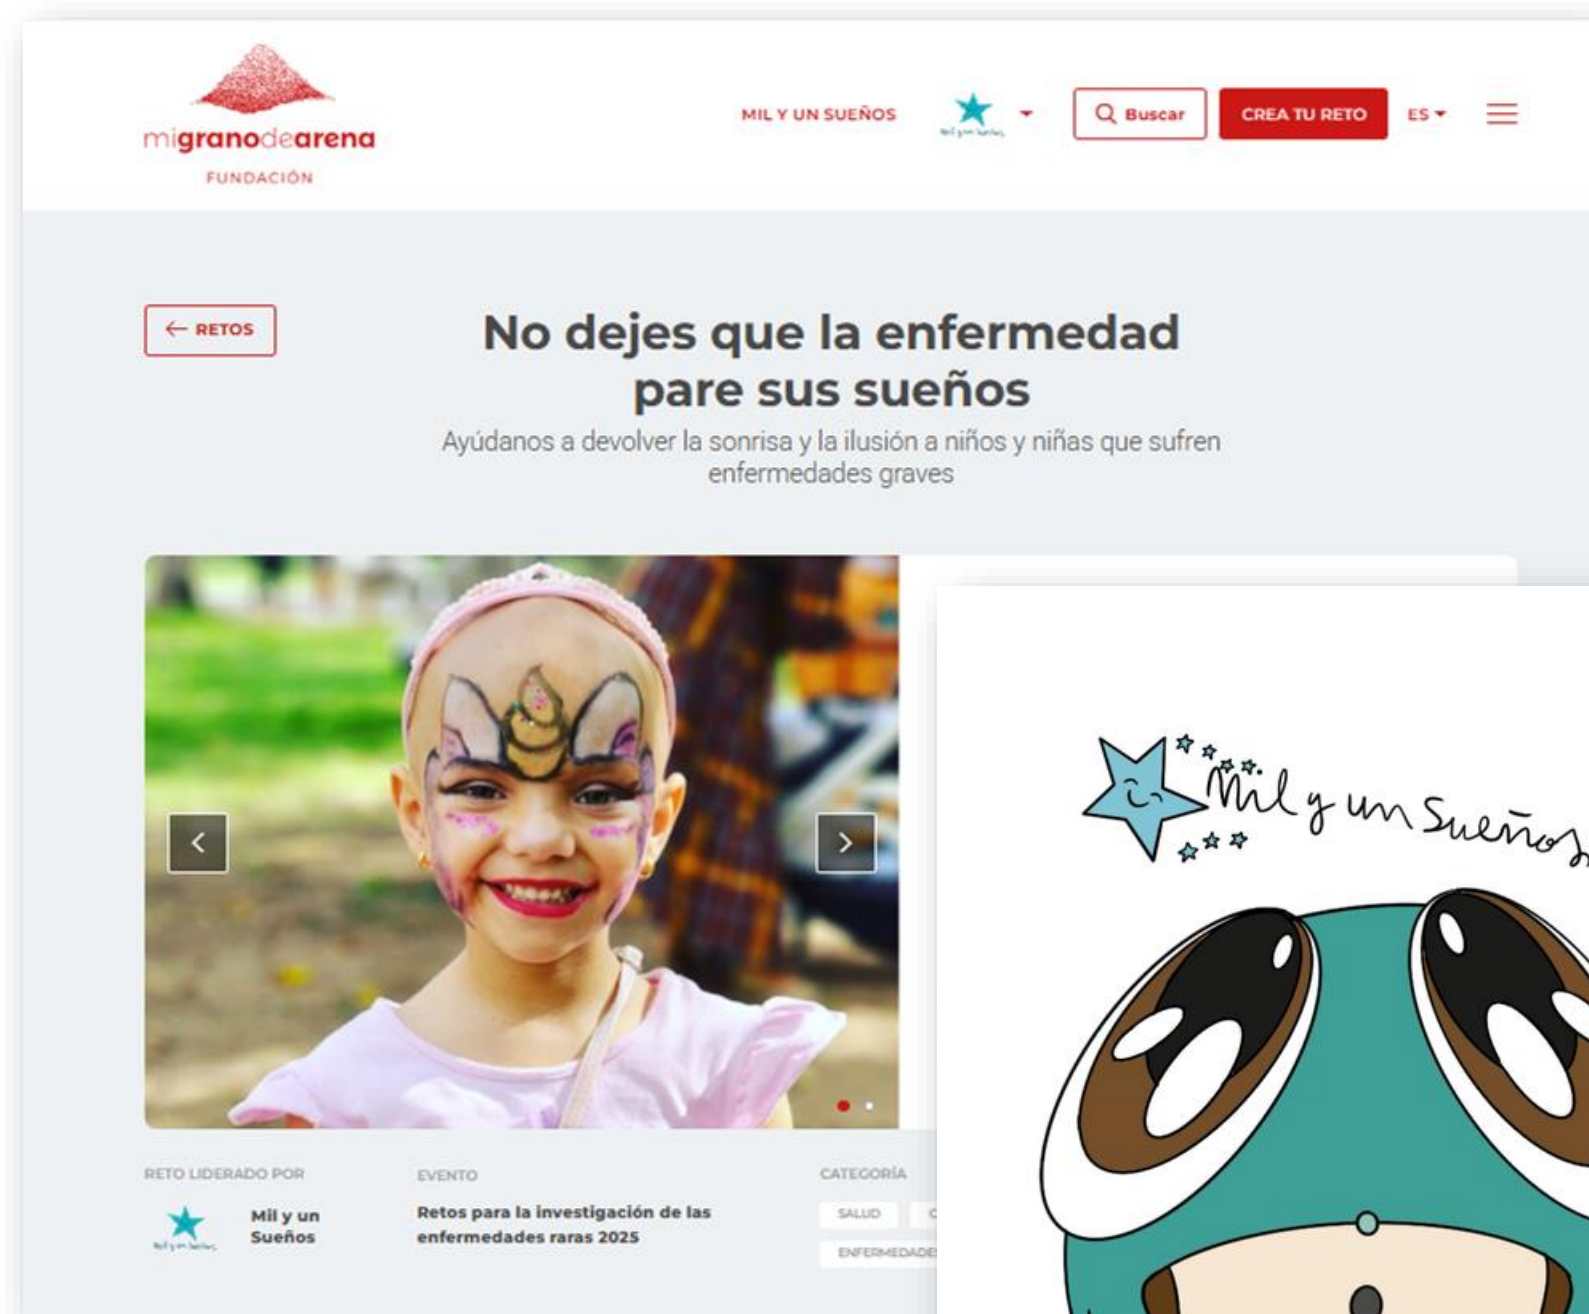 migranodearena
FUNDACIÓN
MIL Y UN SUEÑOS
Buscar
CREA TU RETO
ES
← RETOS
No dejes que la enfermedad
pare sus sueños
Ayúdanos a devolver la sonrisa y la ilusión a niños y niñas que sufren
enfermedades graves
Mil y un Sueños
RETO LIDERADO POR
Mil y un
Sueños
EVENTO
Retos para la investigación de las
enfermedades raras 2025
CATEGORÍA
SALUD
ENFERMEDADES